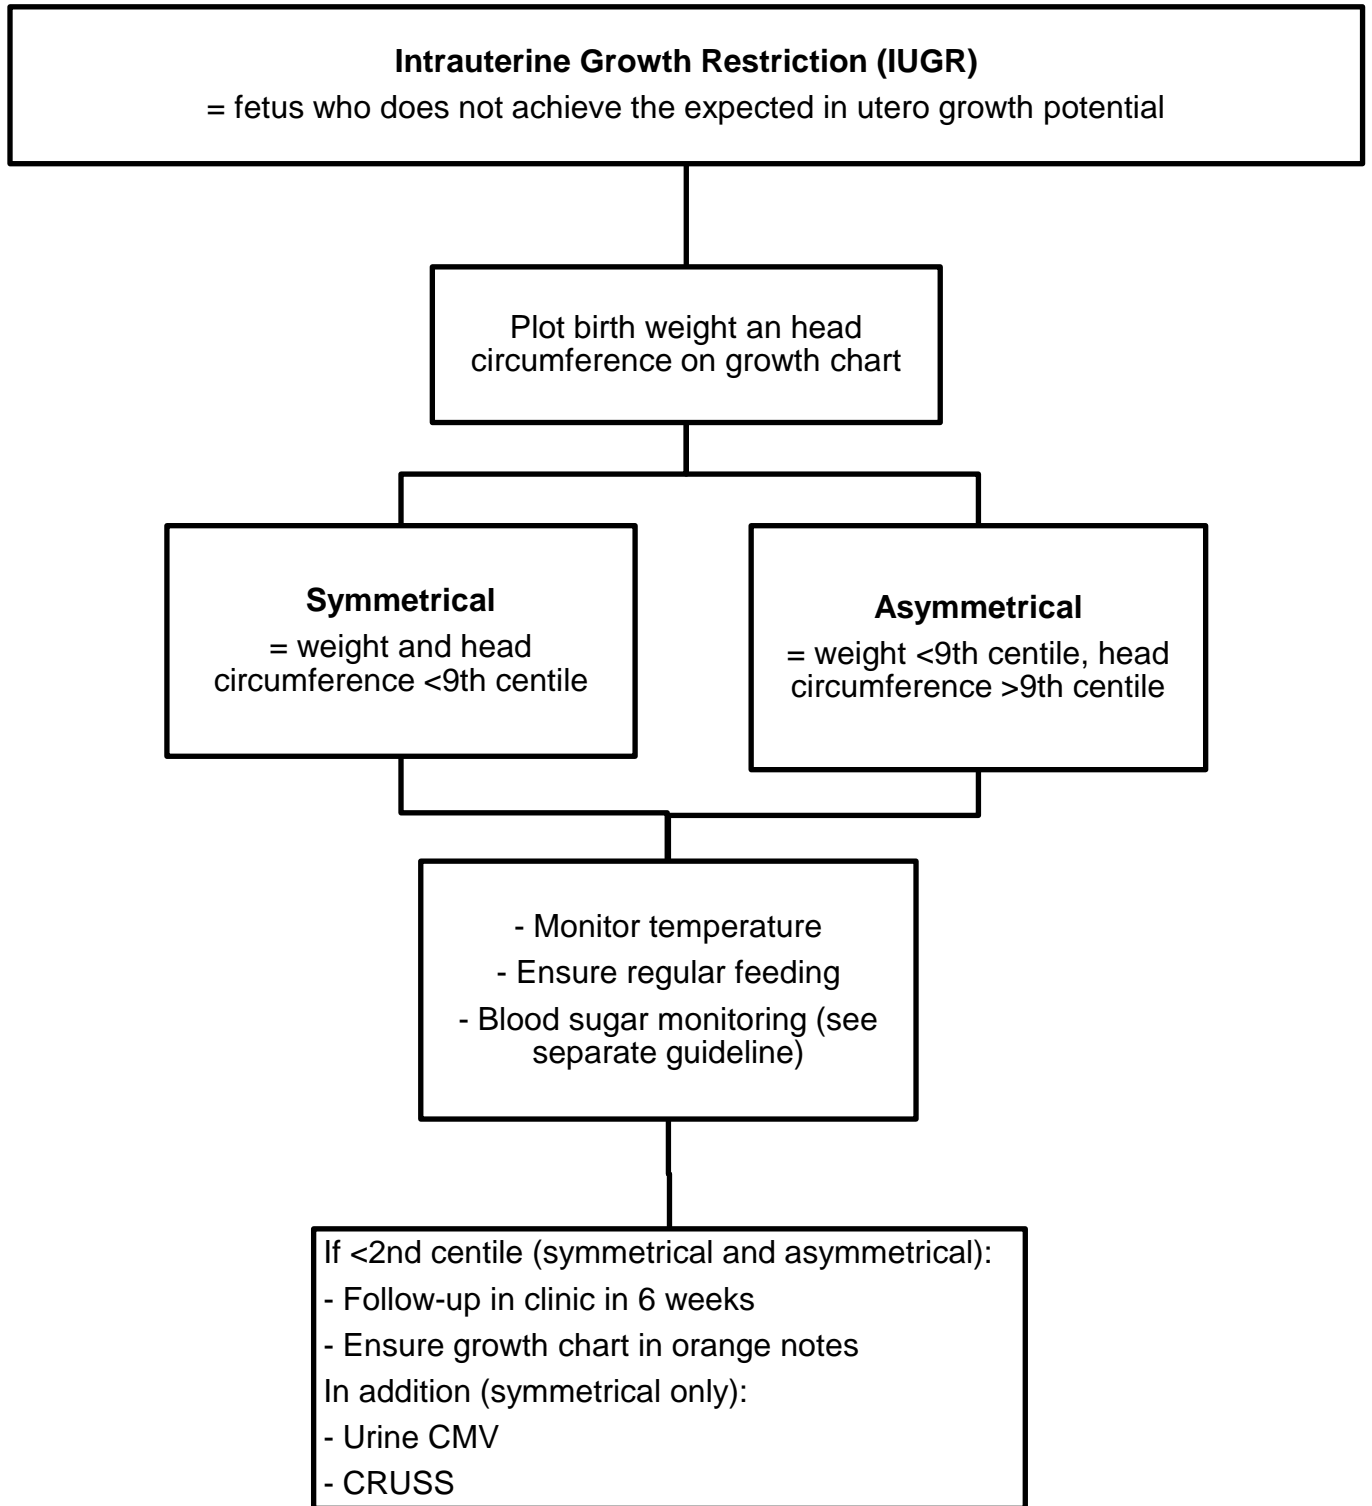 Intrauterine Growth Restriction (IUGR)
= fetus who does not achieve the expected in utero growth potential
Plot birth weight an head
circumference on growth chart
Symmetrical
= weight and head
circumference <9th centile
Asymmetrical
= weight <9th centile, head
circumference >9th centile
- Monitor temperature
- Ensure regular feeding
- Blood sugar monitoring (see
separate guideline)
If <2nd centile (symmetrical and asymmetrical):
- Follow-up in clinic in 6 weeks
- Ensure growth chart in orange notes
In addition (symmetrical only):
- Urine CMV
- CRUSS